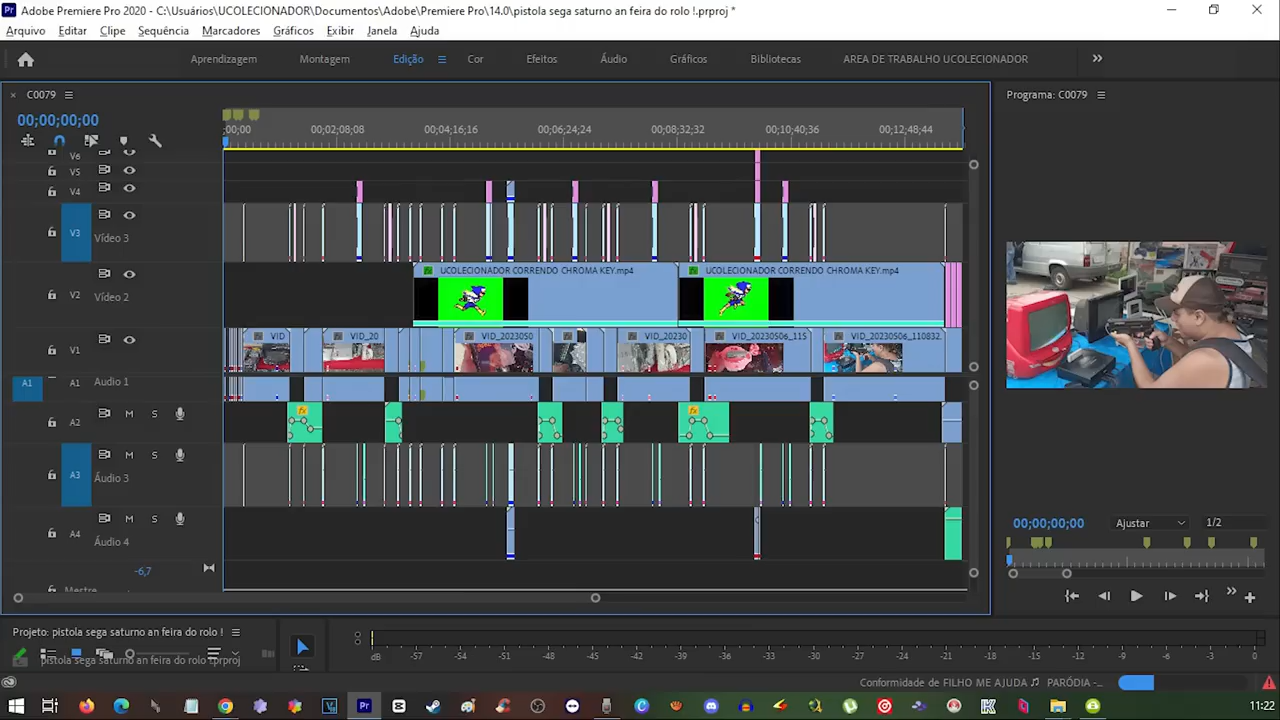 Adobe Premiere Pro 2020 - C:\Usuários\UCOLECIONADOR\Documentos\Adobe\Premiere Pro\14.0\pistola sega saturno an feira do rolo !.prproj *
Arquivo Editar Clipe Sequência Marcadores Gráficos Exibir Janela Ajuda
Aprendizagem Montagem Edição Cor Efeitos Áudio Gráficos Bibliotecas AREA DE TRABALHO UCOLECIONADOR
C0079
Programa: C0079
00;00;00;00
;00;00 00;02;08;08 00;04;16;16 00;06;24;24 00;08;32;32 00;10;40;36 00;12;48;44
V6
V5
V4
V3 Vídeo 3
V2 Vídeo 2
UCOLECIONADOR CORRENDO CHROMA KEY.mp4 UCOLECIONADOR CORRENDO CHROMA KEY.mp4
V1
VID VID_20 VID_2023050 VID_20230 VID_20230506_115 VID_20230506_110832.
A1 A1 Áudio 1
A2 M S
fx fx
A3 M S
Áudio 3
A4 M S
Áudio 4
-6,7
Mestre
00;00;00;00 Ajustar 1/2
Projeto: pistola sega saturno an feira do rolo !
pistola sega saturno an feira do rolo !prproj
dB -57 -54 -51 -48 -45 -42 -39 -36 -33 -30 -27 -24 -21 -18 -15 -12 -9 -6 -3 0
Conformidade de FILHO ME AJUDA ♫ PARÓDIA -...
11:22